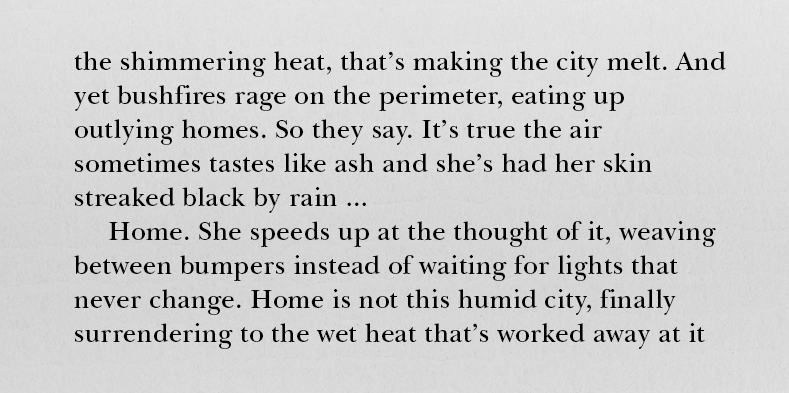 the shimmering heat, that’s making the city melt. And
yet bushfires rage on the perimeter, eating up
outlying homes. So they say. It’s true the air
sometimes tastes like ash and she’s had her skin
streaked black by rain ...
Home. She speeds up at the thought of it, weaving
between bumpers instead of waiting for lights that
never change. Home is not this humid city, finally
surrendering to the wet heat that’s worked away at it